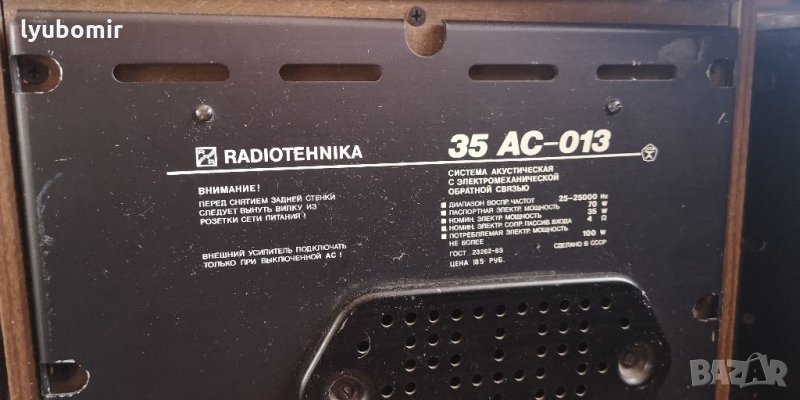 lyubomir
RADIOTEHNIKA
35 АС-013
ВНИМАНИЕ!
ПЕРЕД СНЯТИЕМ ЗАДНЕЙ СТЕНКИ
СЛЕДУЕТ ВЫНУТЬ ВИЛКУ ИЗ
РОЗЕТКИ СЕТИ ПИТАНИЯ!
ВНЕШНИЙ УСИЛИТЕЛЬ ПОДКЛЮЧАТЬ
ТОЛЬКО ПРИ ВЫКЛЮЧЕННОЙ АС!
СИСТЕМА АКУСТИЧЕСКАЯ
С ЭЛЕКТРОМЕХАНИЧЕСКОЙ
ОБРАТНОЙ СВЯЗЬЮ
ДИАПАЗОН ВОСПР. ЧАСТОТ 25-25000 Hz
ПАСПОРТНАЯ ЭЛЕКТР. МОЩНОСТЬ 70 W
НОМИН. ЭЛЕКТР. МОЩНОСТЬ 35 W
НОМИН. ЭЛЕКТР. СОПР. ПАССИВ. ВХОДА 4 Ω
ПОТРЕБЛЯЕМАЯ ЭЛЕКТР. МОЩНОСТЬ
НЕ БОЛЕЕ 100 W
ГОСТ 23262-83 СДЕЛАНО В СССР
ЦЕНА 185 РУБ.
BAZAR